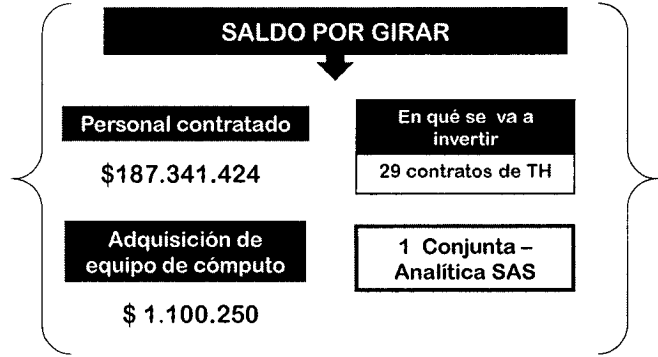 SALDO POR GIRAR
Personal contratado
$187.341.424
En qué se va a
invertir
29 contratos de TH
Adquisición de
equipo de cómputo
$ 1.100.250
1 Conjunta –
Analítica SAS